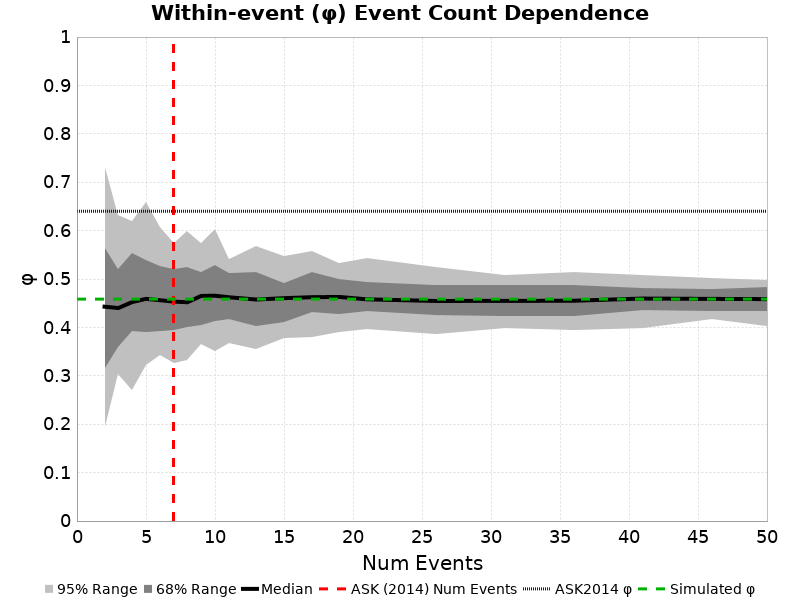 Within-event (φ) Event Count Dependence
1
0.9
0.8
0.7
0.6
0.5
0.4
0.3
0.2
0.1
0
φ
0 5 10 15 20 25 30 35 40 45 50
Num Events
95% Range 68% Range Median ASK (2014) Num Events ASK2014 φ Simulated φ